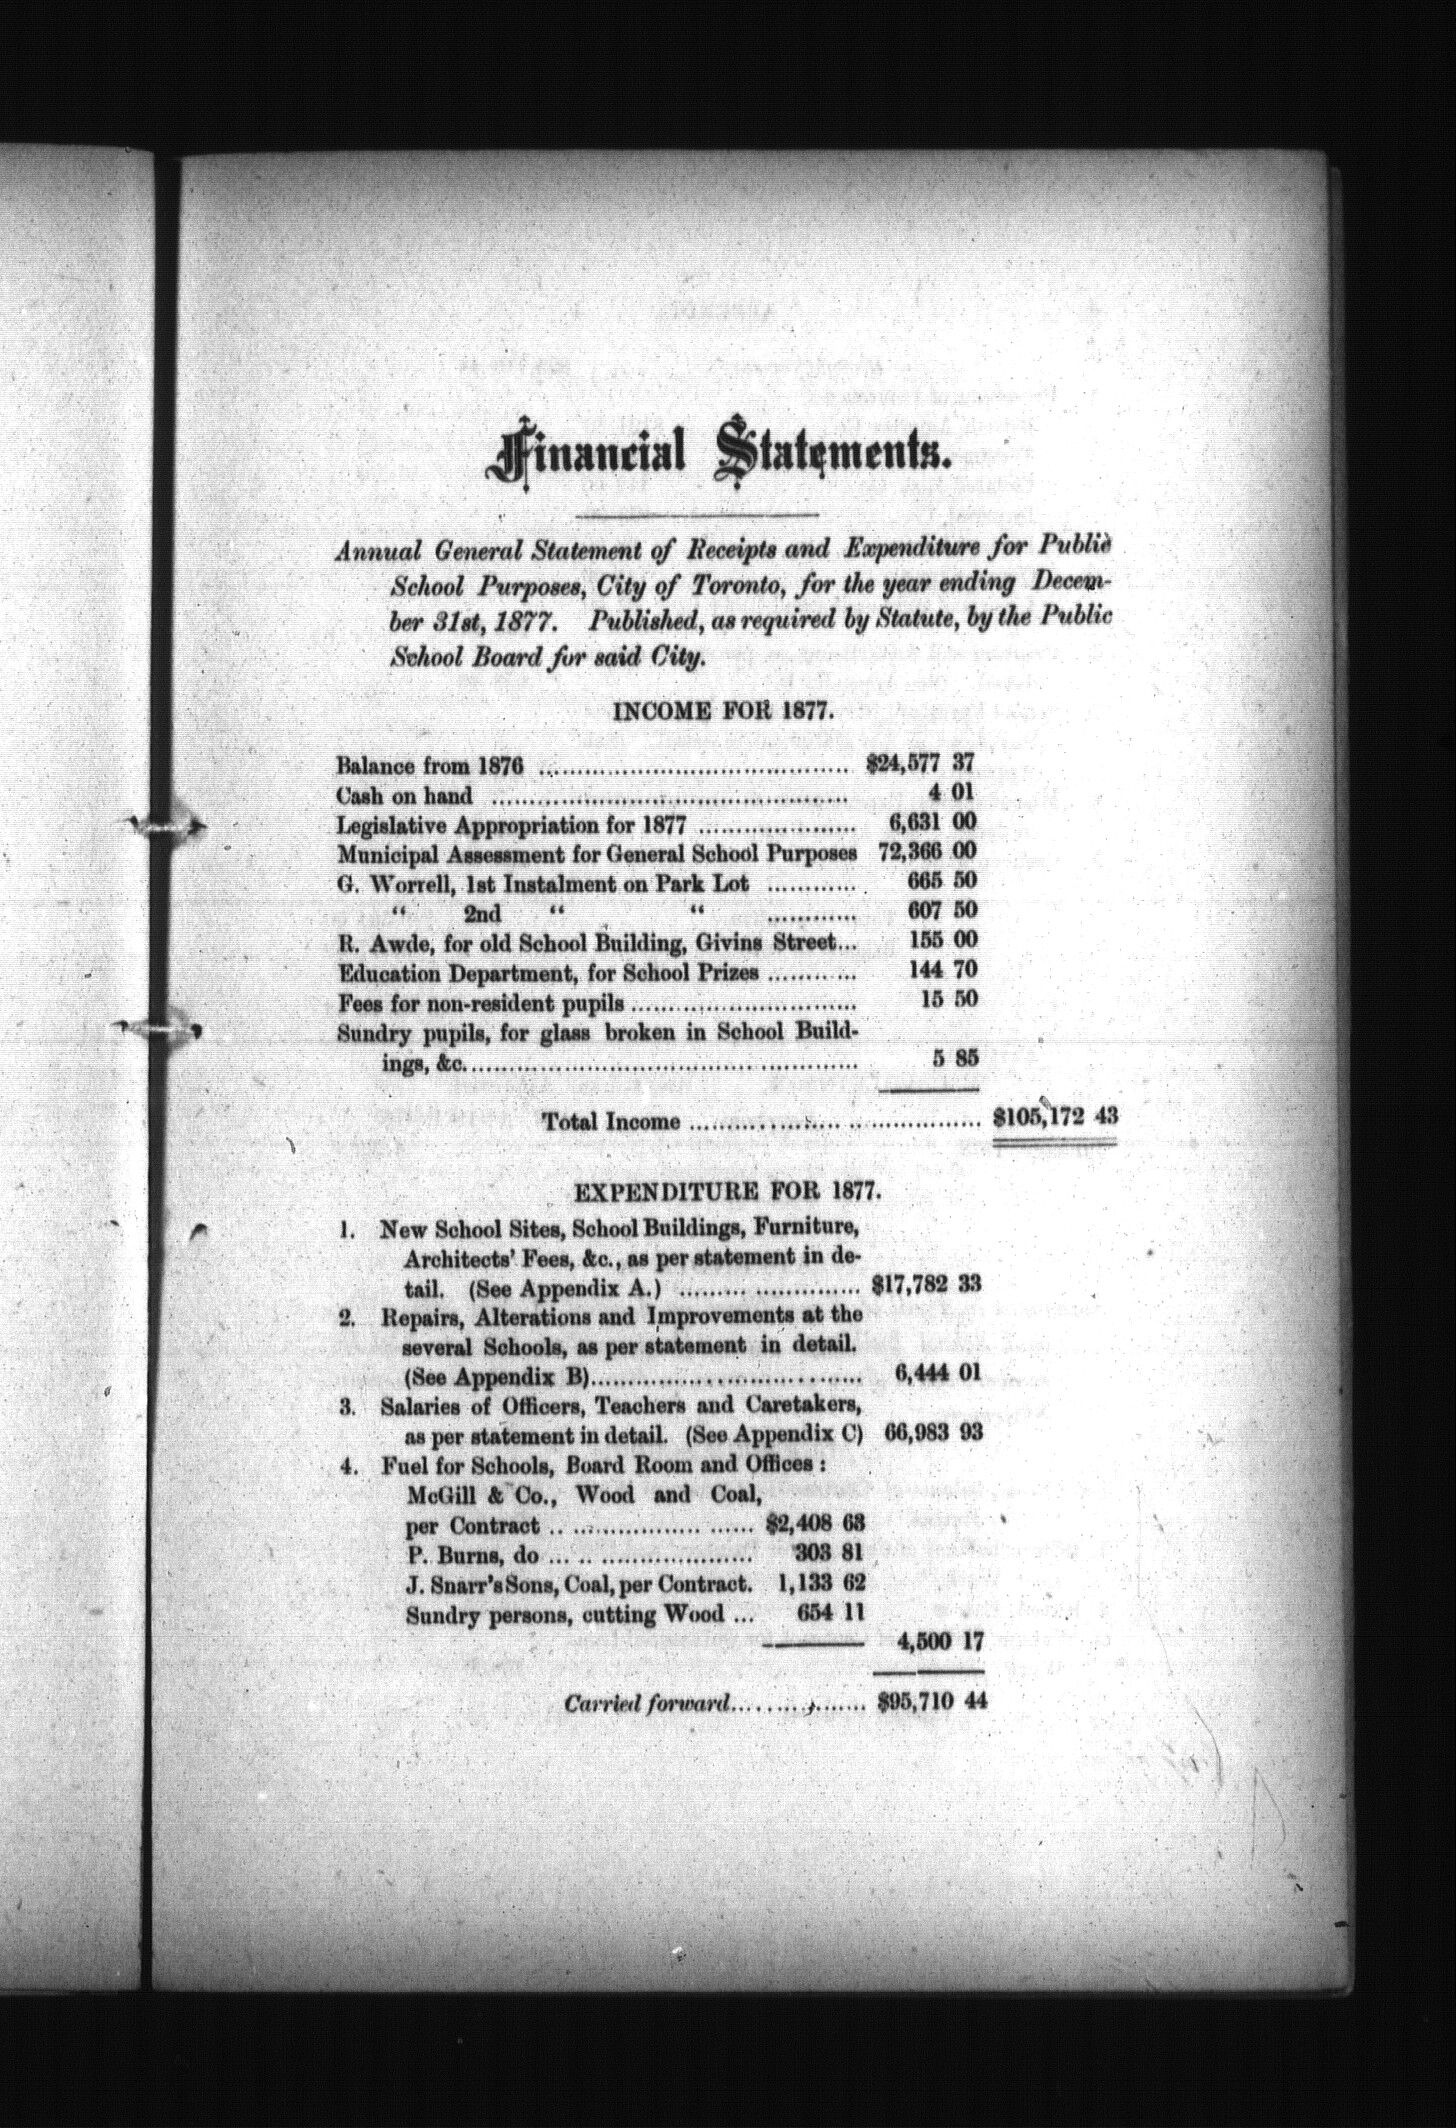 Financial Statements.
Annual General Statement of Receipts and Expenditure for Public
School Purposes, City of Toronto, for the year ending Decem-
ber 31st, 1877. Published, as required by Statute, by the Public
School Board for said City.
INCOME FOR 1877.
Balance from 1876 ........................................ $24,577 37
Cash on hand ............................................... 4 01
Legislative Appropriation for 1877 ..................... 6,631 00
Municipal Assessment for General School Purposes 72,366 00
G. Worrell, 1st Instalment on Park Lot ............ 665 50
“ 2nd “ “ ............ 607 50
R. Awde, for old School Building, Givins Street... 155 00
Education Department, for School Prizes ............ 144 70
Fees for non-resident pupils .............................. 15 50
Sundry pupils, for glass broken in School Build-
ings, &c.................................................... 5 85
Total Income ....................................... $105,172 43
EXPENDITURE FOR 1877.
1. New School Sites, School Buildings, Furniture,
Architects' Fees, &c., as per statement in de-
tail. (See Appendix A.) ........................ $17,782 33
2. Repairs, Alterations and Improvements at the
several Schools, as per statement in detail.
(See Appendix B).................................... 6,444 01
3. Salaries of Officers, Teachers and Caretakers,
as per statement in detail. (See Appendix C) 66,983 93
4. Fuel for Schools, Board Room and Offices :
McGill & Co., Wood and Coal,
per Contract .. ........................ $2,408 63
P. Burns, do ... .. .................... 303 81
J. Snarr's Sons, Coal, per Contract. 1,133 62
Sundry persons, cutting Wood ... 654 11
4,500 17
Carried forward.................. $95,710 44